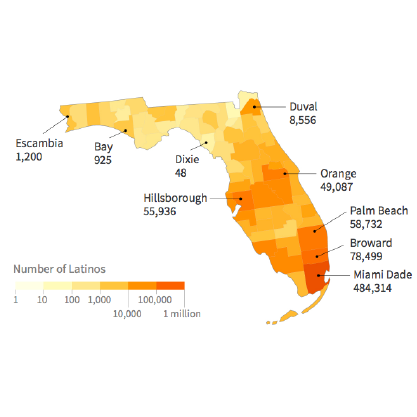 Duval
8,556
Escambia
1,200
Bay
925
Dixie
48
Orange
49,087
Hillsborough
55,936
Palm Beach
58,732
Broward
78,499
Miami Dade
484,314
Number of Latinos
1 10 100 1,000 100,000
10,000 1 million